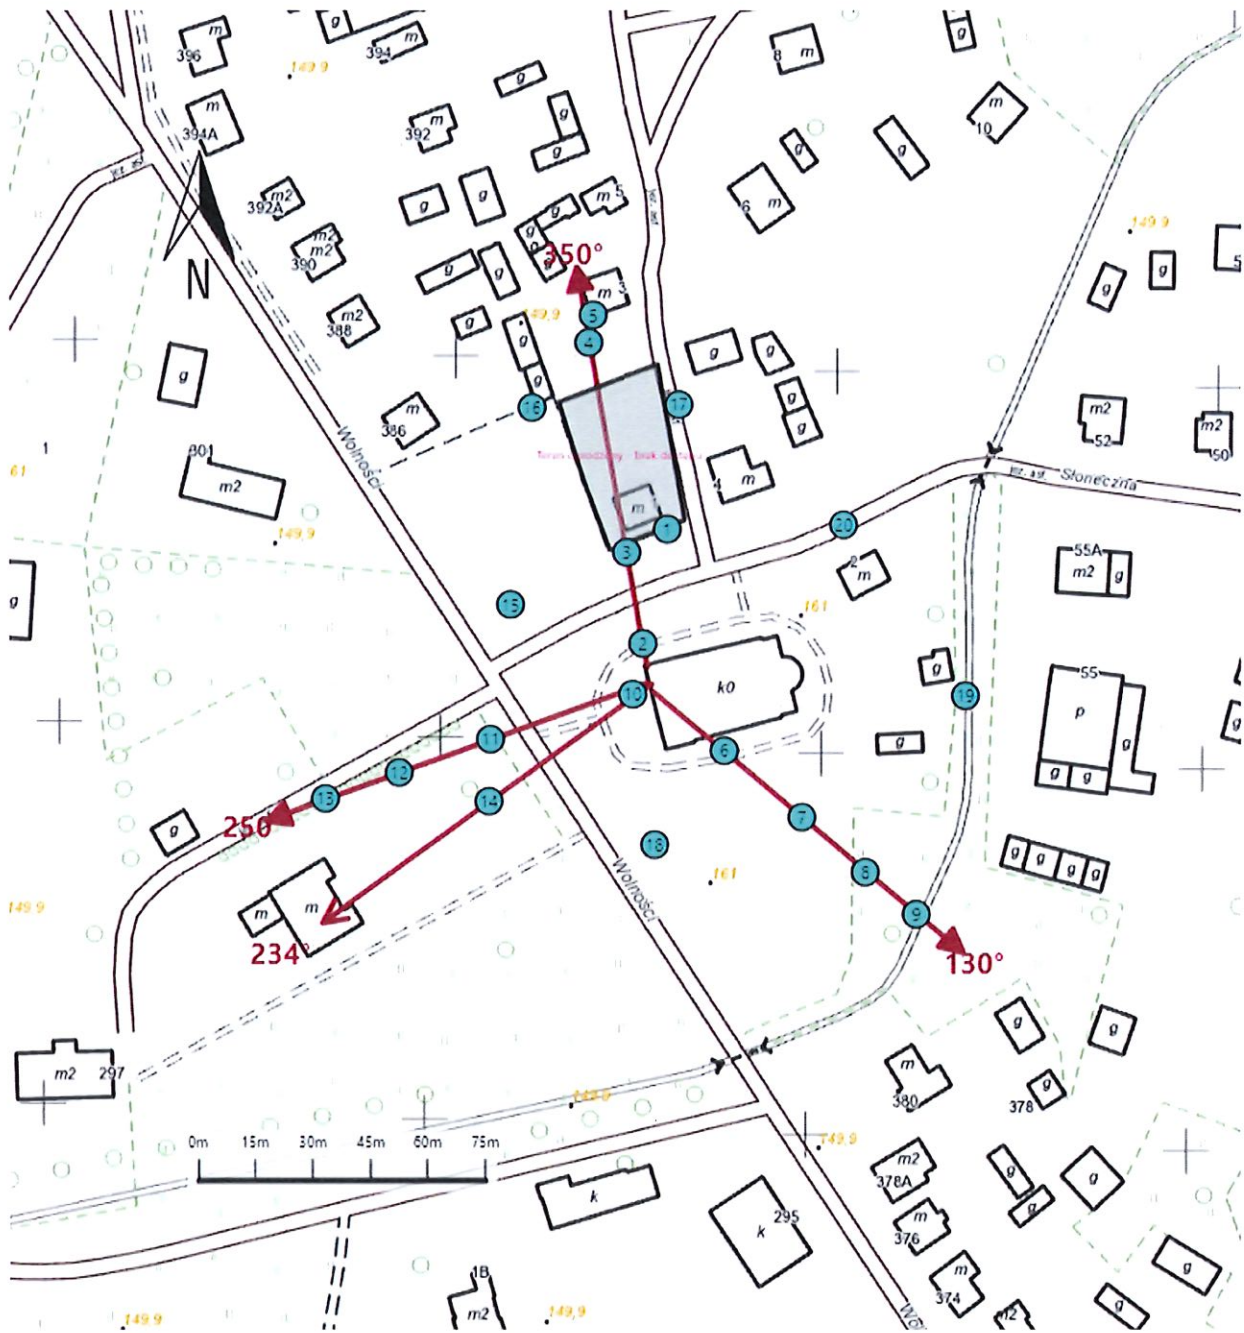 g
m
396
m
394
149.9
g
8 m
g
m
394A
392 m
g
g
m
10
g
g
m2
392A
g
g
m 5
6 m
149.9
m2
m2
390
g
g
350°
g
g
m 3
g
g
5
N
m2
388
g
149,9
5
4
g
g
g
g
g
m
386
16
17
g
g
m2
52
m2
50
Wolności
1
801
m2
61
4 m
Słoneczna
m
1
149,9
20
3
2
m
55A
m2
g
g
15
161
2
g
k0
10
19
55
p
g
g
g
g
11
6
12
13
250
14
7
g
18
8
161
g g g g
m
m
9
149.9
234°
130°
Wolności
m2
297
g
g
m
380
g
378
149.9
0m 15m 30m 45m 60m 75m
149.9
m2
378A
g
g
g
k
295
k
m
376
g
1B
m2
m
374
g
m2
149.9
149,9